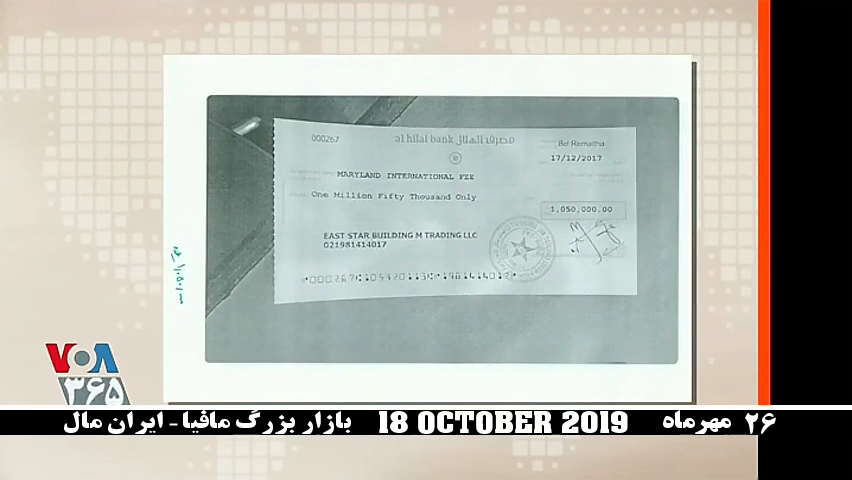 000267
al hilal bank مصرف الهلال
Bel Remaitha
17/12/2017
MARYLAND INTERNATIONAL FZE
One Million Fifty Thousand Only
1,050,000.00
EAST STAR BUILDING M TRADING LLC
021981414017
VOA
۳۶۵
۲۶ مهرماه 18 OCTOBER 2019 بازار بزرگ مافیا - ایران مال